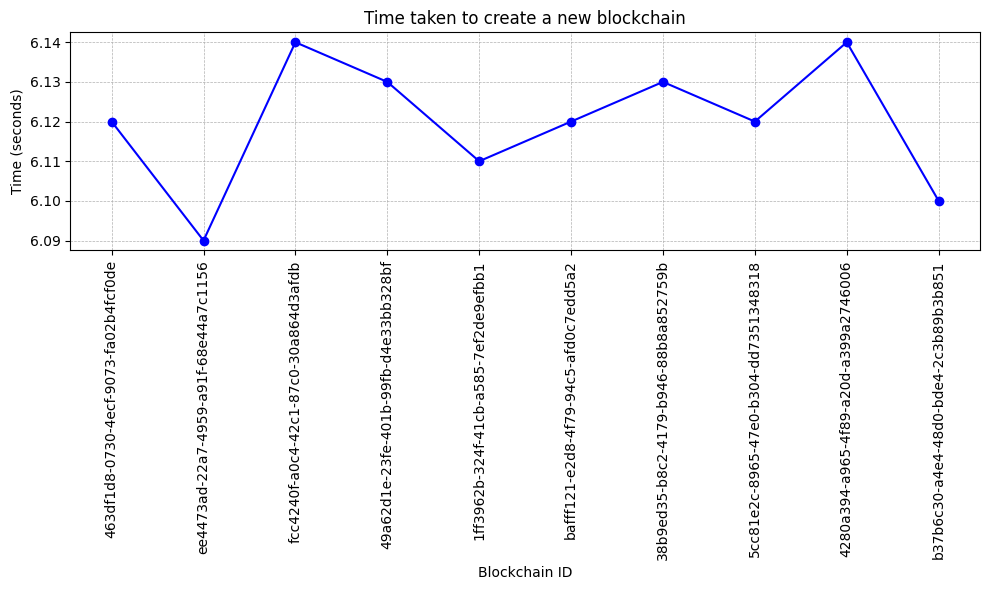 Time taken to create a new blockchain
Time (seconds)
6.14
6.13
6.12
6.11
6.10
6.09
463df1d8-0730-4ecf-9073-fa02b4fcf0de
ee4473ad-22a7-4959-a91f-68e44a7c1156
fcc4240f-a0c4-42c1-87c0-30a864d3afdb
49a62d1e-23fe-401b-99fb-d4e33bb328bf
1ff3962b-324f-41cb-a585-7ef2de9efbb1
bafff121-e2d8-4f79-94c5-afd0c7edd5a2
38b9ed35-b8c2-4179-b946-88b8a852759b
5cc81e2c-8965-47e0-b304-dd7351348318
4280a394-a965-4f89-a20d-a399a2746006
b37b6c30-a4e4-48d0-bde4-2c3b89b3b851
Blockchain ID